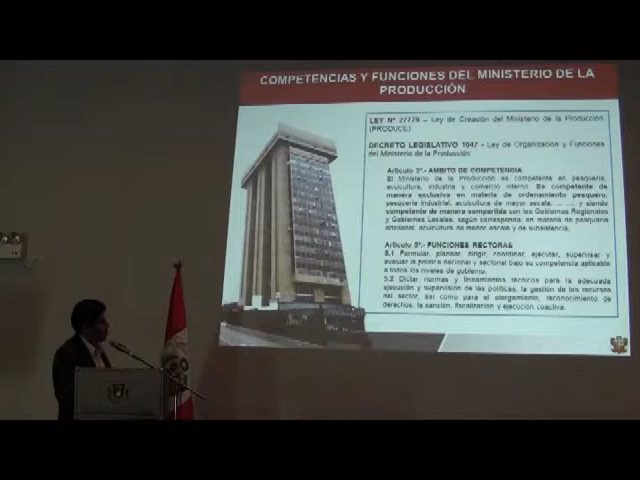 COMPETENCIAS Y FUNCIONES DEL MINISTERIO DE LA
PRODUCCIÓN
LEY Nº 27779 – Ley de Creación del Ministerio de la Producción
(PRODUCE)
DECRETO LEGISLATIVO 1047 - Ley de Organización y Funciones
del Ministerio de la Producción
Artículo 3º.- AMBITO DE COMPETENCIA
El Ministerio de la Producción es competente en pesquería,
acuicultura, industria y comercio interno. Es competente de
manera exclusiva en materia de ordenamiento pesquero,
pesquería industrial, acuicultura de mayor escala, ... y siendo
competente de manera compartida con los Gobiernos Regionales
y Gobiernos Locales, según corresponda, en materia de pesquería
artesanal, acuicultura de menor escala y de subsistencia,
Artículo 5º.- FUNCIONES RECTORAS
5.1 Formular, planear, dirigir, coordinar, ejecutar, supervisar y
evaluar la política nacional y sectorial bajo su competencia aplicable
a todos los niveles de gobierno.
5.2 Dictar normas y lineamientos técnicos para la adecuada
ejecución y supervisión de las políticas, la gestión de los recursos
del sector, así como para el otorgamiento, reconocimiento de
derechos, la sanción, fiscalización y ejecución coactiva.